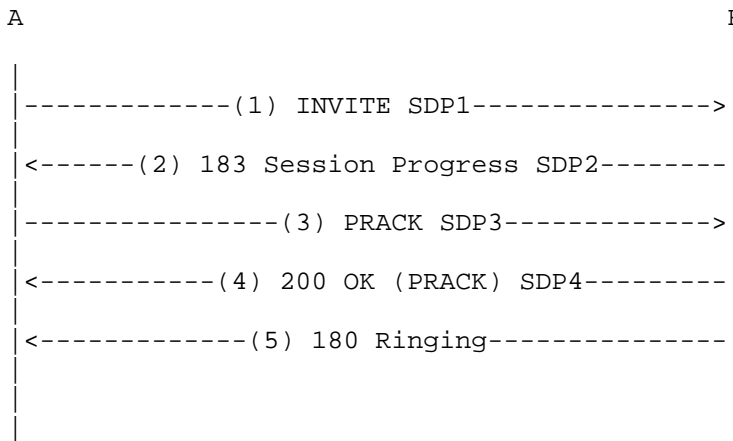 A
|
|-------------(1) INVITE SDP1--------------->
|
|<------(2) 183 Session Progress SDP2--------
|
|----------------(3) PRACK SDP3------------->
|
|<-----------(4) 200 OK (PRACK) SDP4---------
|
|<-------------(5) 180 Ringing---------------
|
|
|